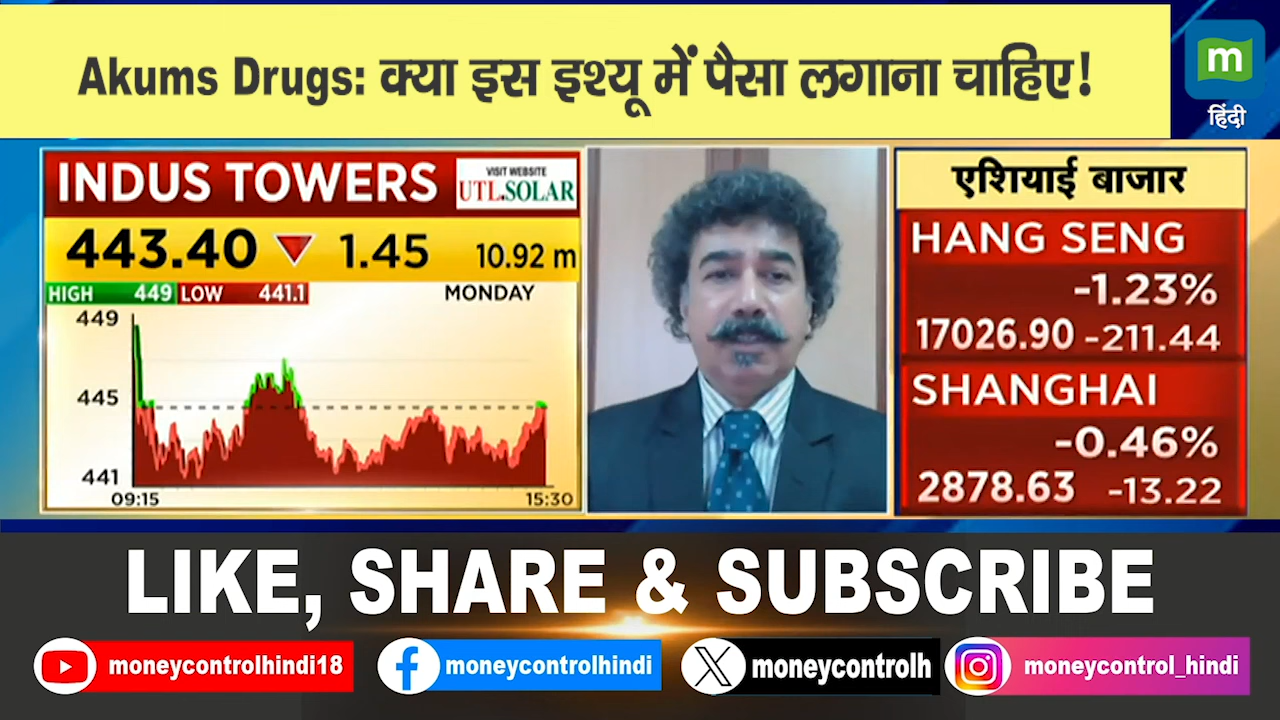 Akums Drugs: क्या इस इश्यू में पैसा लगाना चाहिए!
m
हिंदी
INDUS TOWERS
VISIT WEBSITE
UTL.SOLAR
443.40 ▼ 1.45 10.92 m
HIGH 449 LOW 441.1 MONDAY
449
445
441
09:15 15:30
एशियाई बाजार
HANG SENG
-1.23%
17026.90 -211.44
SHANGHAI
-0.46%
2878.63 -13.22
LIKE, SHARE & SUBSCRIBE
moneycontrolhindi18 moneycontrolhindi moneycontrolh moneycontrol_hindi